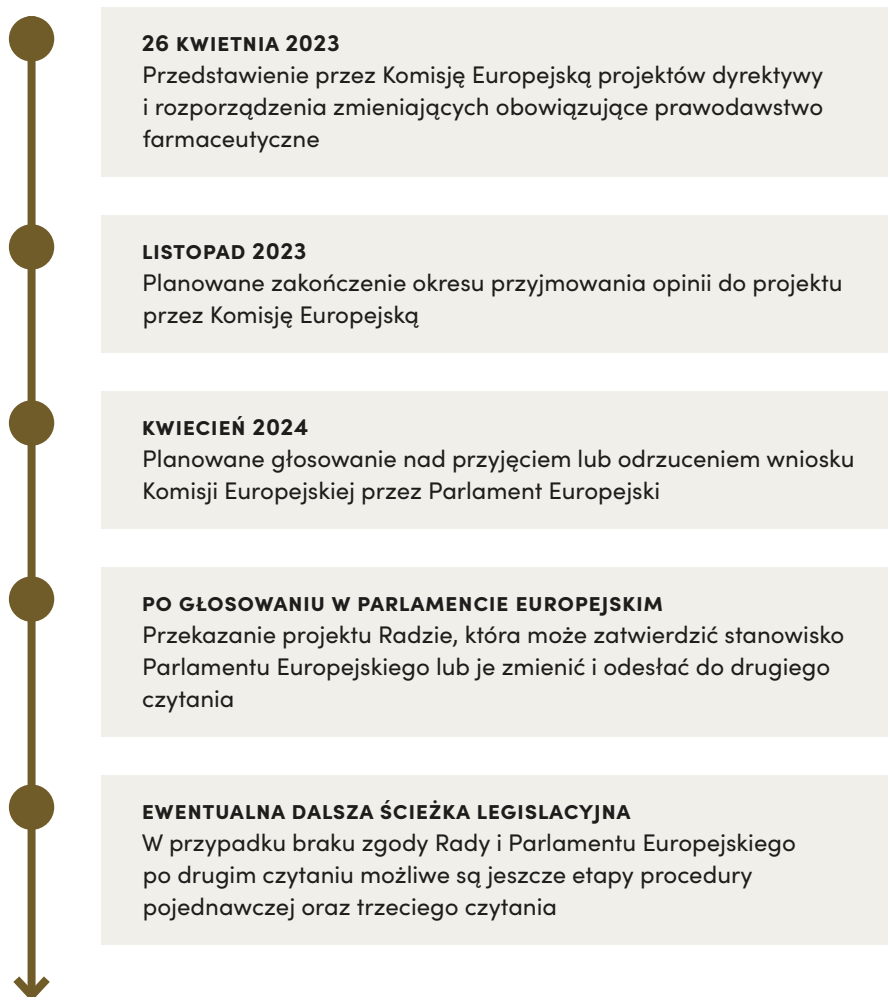 26 KWIETNIA 2023
Przedstawienie przez Komisję Europejską projektów dyrektywy
i rozporządzenia zmieniających obowiązujące prawodawstwo
farmaceutyczne
LISTOPAD 2023
Planowane zakończenie okresu przyjmowania opinii do projektu
przez Komisję Europejską
KWIECIEŃ 2024
Planowane głosowanie nad przyjęciem lub odrzuceniem wniosku
Komisji Europejskiej przez Parlament Europejski
PO GŁOSOWANIU W PARLAMENCIE EUROPEJSKIM
Przekazanie projektu Radzie, która może zatwierdzić stanowisko
Parlamentu Europejskiego lub je zmienić i odesłać do drugiego
czytania
EWENTUALNA DALSZA ŚCIEŻKA LEGISLACYJNA
W przypadku braku zgody Rady i Parlamentu Europejskiego
po drugim czytaniu możliwe są jeszcze etapy procedury
pojednawczej oraz trzeciego czytania